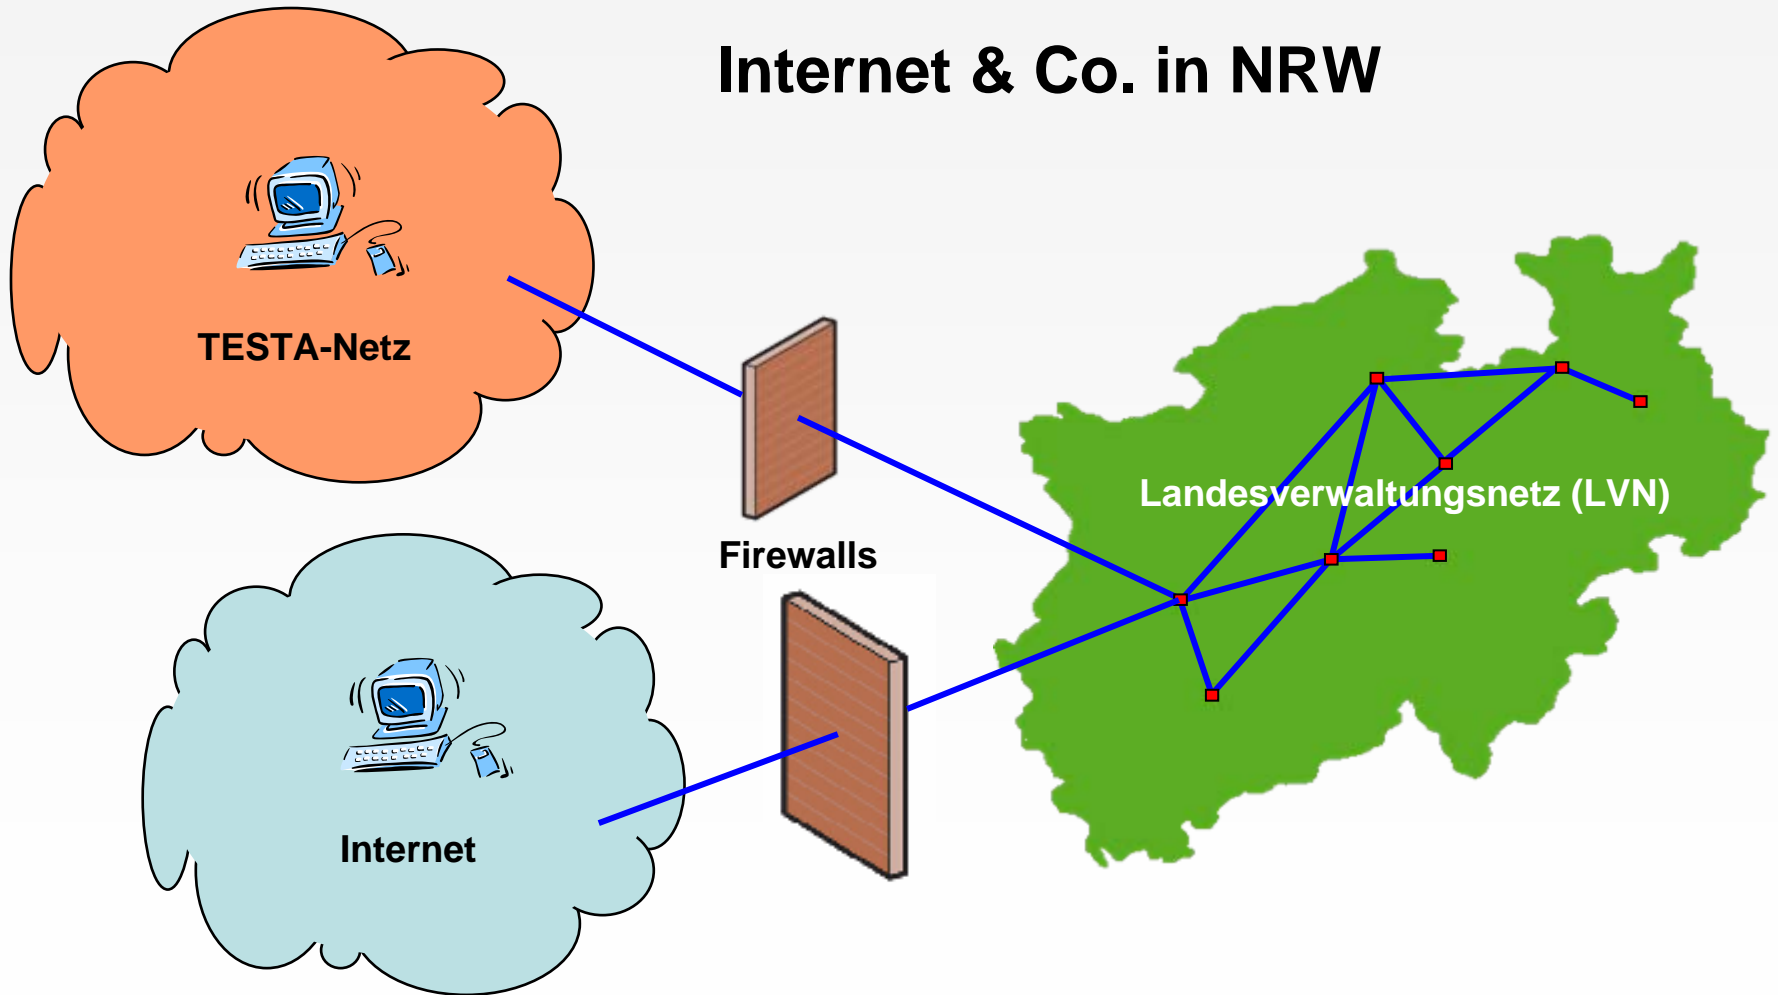 Internet & Co. in NRW
TESTA-Netz
Landesverwaltungsnetz (LVN)
Firewalls
Internet